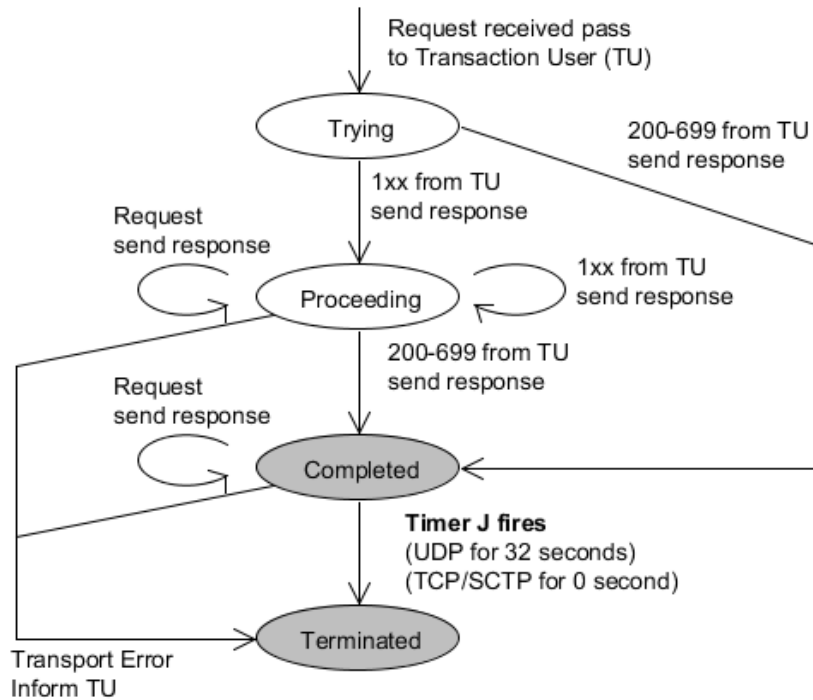 Request received pass
to Transaction User (TU)
Trying
200-699 from TU
send response
1xx from TU
send response
Request
send response
Proceeding
1xx from TU
send response
200-699 from TU
send response
Request
send response
Completed
Timer J fires
(UDP for 32 seconds)
(TCP/SCTP for 0 second)
Terminated
Transport Error
Inform TU